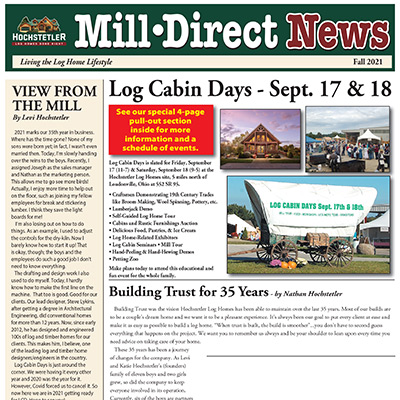 HOCHSTETLER
LOG HOMES DONE RIGHT
Mill•Direct News
Living the Log Home Lifestyle
Fall 2021
VIEW FROM
THE MILL
By Levi Hochstetler
2021 marks our 35th year in business.
Where has the time gone? None of my
sons were born yet; in fact, I wasn't even
married then. Today, I'm slowly handing
over the reins to the boys. Recently, I
assigned Joseph as the sales manager
and Nathan as the marketing person.
This allows me to go see more birds!
Actually, I enjoy more time to help out
on the floor, such as joining my fellow
employees for break and stickering
lumber. I think they save the light
boards for me!
I'm also losing out on how to do
things. As an example, I used to adjust
the controls for the dry-kiln. Now I
barely know how to start it up! That
is okay, though; the boys and the
employees do such a good job I don't
need to know everything.
The drafting and design work I also
used to do myself. Today, I hardly
know how to make the first line on the
machine. That too is good. Good for our
clients. Our lead designer, Steve Lykins,
after getting a degree in Architectural
Engineering, did conventional homes
for more than 12 years. Now, since early
2012, he has designed and engineered
100s of log and timber homes for our
clients. This makes him, I believe, one
of the leading log and timber home
designers/engineers in the country.
Log Cabin Days is just around the
corner. We were having it every other
year and 2020 was the year for it.
However, Covid forced us to cancel it. So
now here we are in 2021 getting ready
Log Cabin Days - Sept. 17 & 18
See our special 4-page
pull-out section
inside for more
information and a
schedule of events.
Log Cabin Days is slated for Friday, September
17 (11-7) & Saturday, September 18 (9-5) at the
Hochstetler Log Homes site, 5 miles north of
Loudonville, Ohio at 552 SR 95.
• Craftsmen Demonstrating 19th Century Trades
like Broom Making, Wool Spinning, Pottery, etc.
• Lumberjack Demo
• Self-Guided Log Home Tour
• Cabins and Rustic Furnishings Auction
• Delicious Food, Pastries, & Ice Cream
• Log Home-Related Exhibitors
• Log Cabin Seminars • Mill Tour
• Hand-Peeling & Hand-Hewing Demos
• Petting Zoo
Make plans today to attend this educational and
fun event for the whole family.
LOG CABIN DAYS Sept. 17th & 18th
Building Trust for 35 Years - by Nathan Hochstetler
Building Trust was the vision Hochstetler Log Homes has been able to maintain over the last 35 years. Most of our builds are
to be a couple's dream home and we want it to be a pleasant experience. It's always been our goal to put every client at ease and
make it as easy as possible to build a log home. "When trust is built, the build is smoother"...you don't have to second guess
everything that happens on the project. We want you to remember us always and be your shoulder to lean upon every time you
need advice on taking care of your home.
These 35 years has been a journey
of changes for the company. As Levi
and Katie Hochstetler's (founders)
family of eleven boys and two girls
grew, so did the company to keep
everyone involved in its operation.
Currently, six of the boys are partners